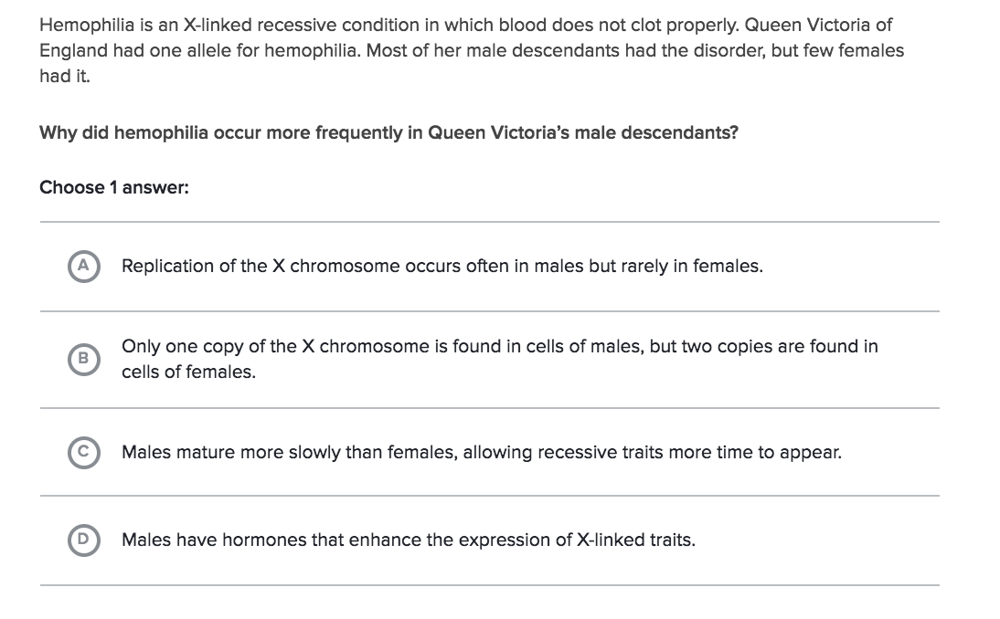 Hemophilia is an X-linked recessive condition in which blood does not clot properly. Queen Victoria of
England had one allele for hemophilia. Most of her male descendants had the disorder, but few females
had it.
Why did hemophilia occur more frequently in Queen Victoria's male descendants?
Choose 1 answer:
A Replication of the X chromosome occurs often in males but rarely in females.
B Only one copy of the X chromosome is found in cells of males, but two copies are found in
cells of females.
C Males mature more slowly than females, allowing recessive traits more time to appear.
D Males have hormones that enhance the expression of X-linked traits.